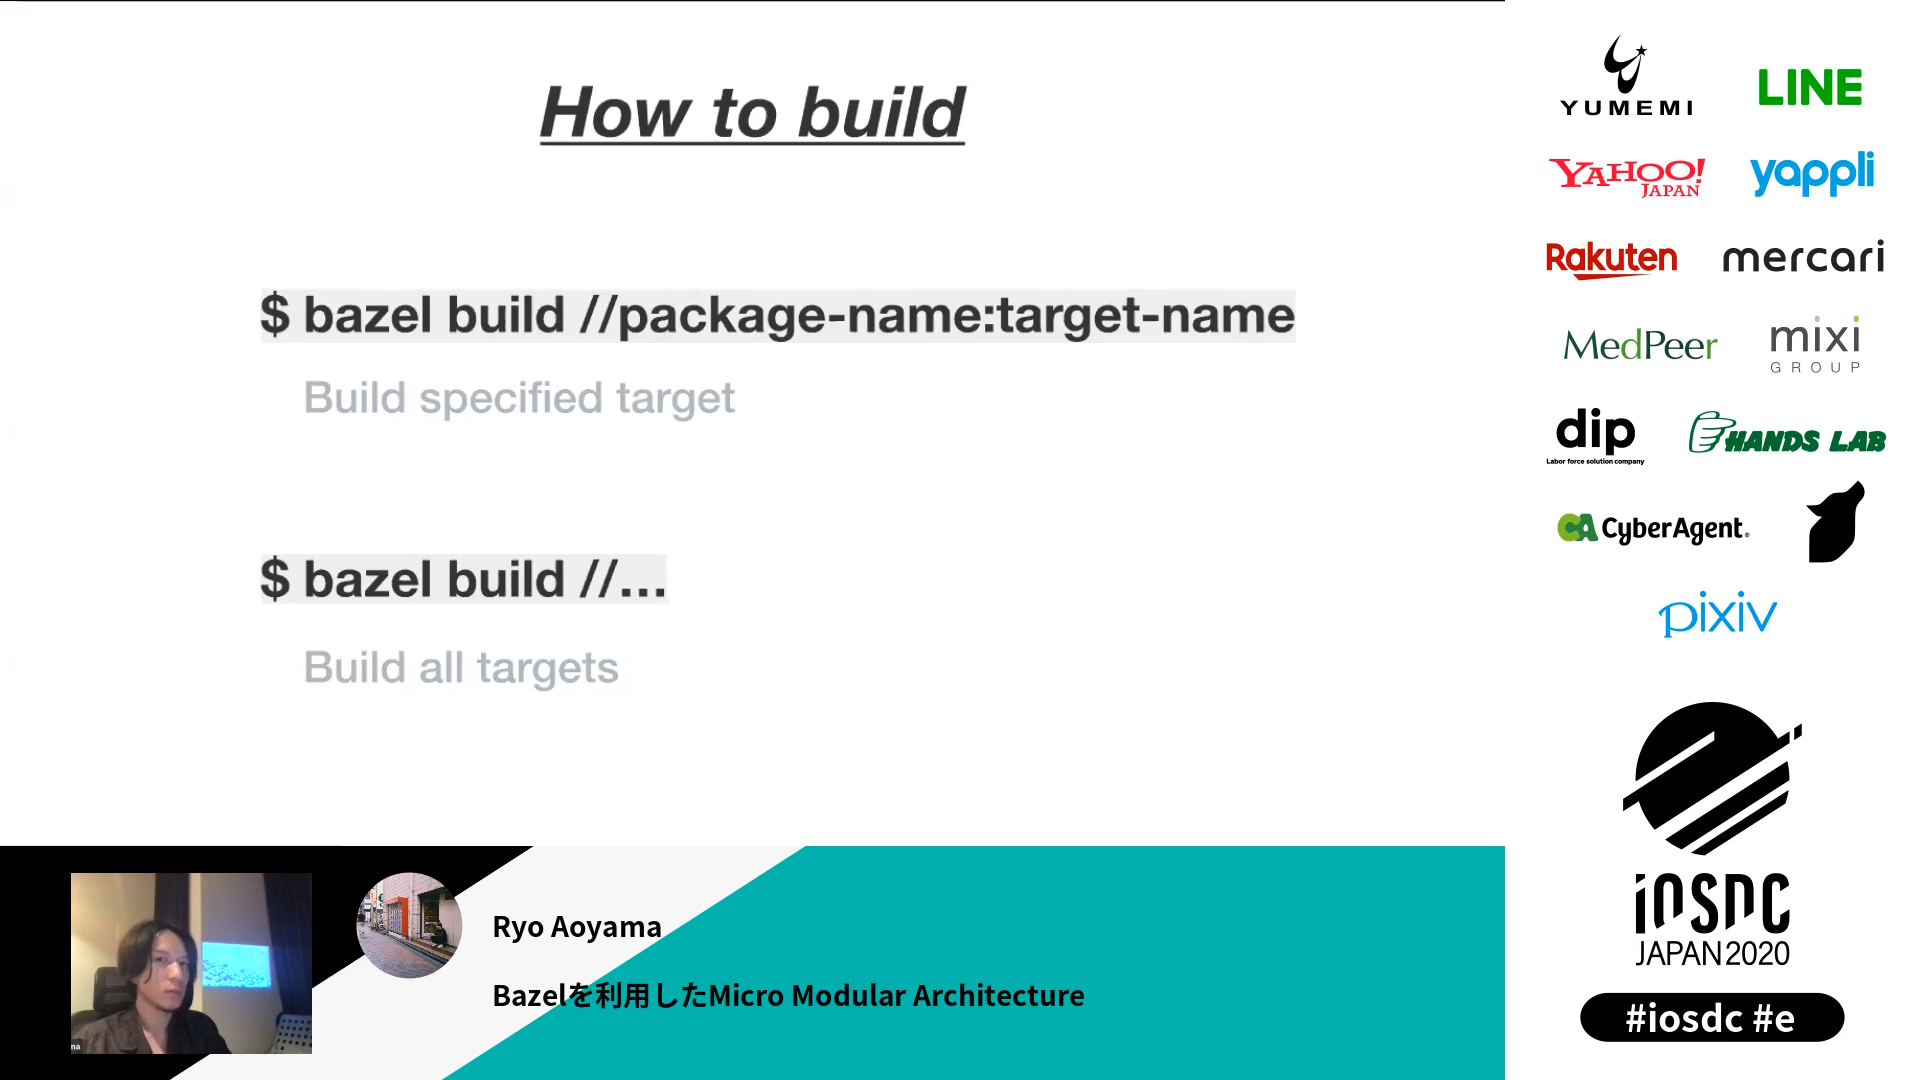 How to build
$ bazel build //package-name:target-name
Build specified target
$ bazel build //...
Build all targets
YUMEMI
LINE
YAHOO!
JAPAN
yappli
Rakuten
mercari
MedPeer
mixi
GROUP
dip
Labor force solution company
HANDS LAB
CA CyberAgent
pixiv
iOSDC
JAPAN2020
#iosdc #e
ma
Ryo Aoyama
Bazelを利用したMicro Modular Architecture